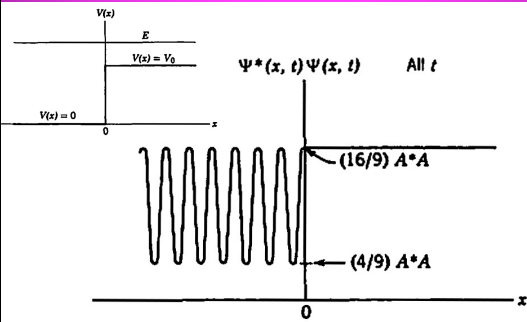 V(x)
E
V(x) = V₀
V(x) = 0
x
0
Ψ*(x, t)Ψ(x, t) All t
(16/9) A*A
(4/9) A*A
x
0